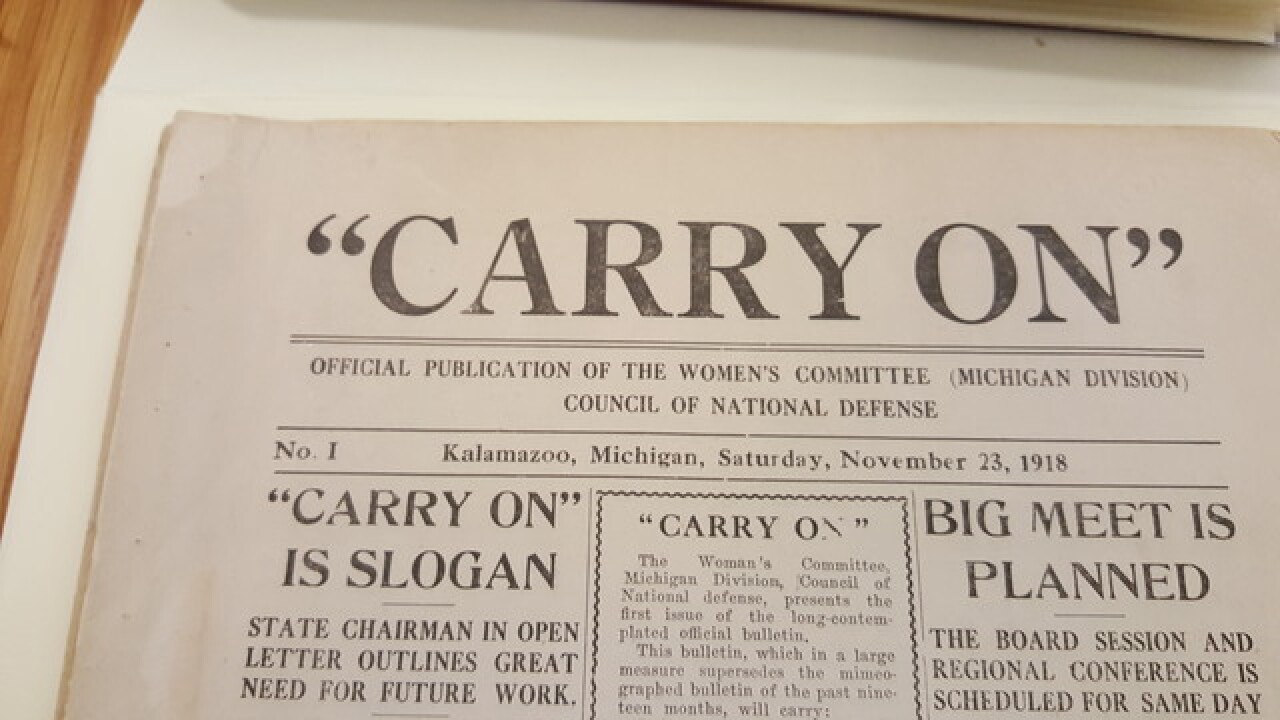 “CARRY ON”
OFFICIAL PUBLICATION OF THE WOMEN'S COMMITTEE (MICHIGAN DIVISION)
COUNCIL OF NATIONAL DEFENSE
No. I Kalamazoo, Michigan, Saturday, November 23, 1918
“CARRY ON”
IS SLOGAN
STATE CHAIRMAN IN OPEN
LETTER OUTLINES GREAT
NEED FOR FUTURE WORK.
“CARRY ON”
The Woman's Committee,
Michigan Division, Council of
National defense, presents the
first issue of the long-contem-
plated official bulletin.
This bulletin, which in a large
measure supersedes the mimeo-
graphed bulletin of the past nine-
teen months, will carry:
BIG MEET IS
PLANNED
THE BOARD SESSION AND
REGIONAL CONFERENCE IS
SCHEDULED FOR SAME DAY